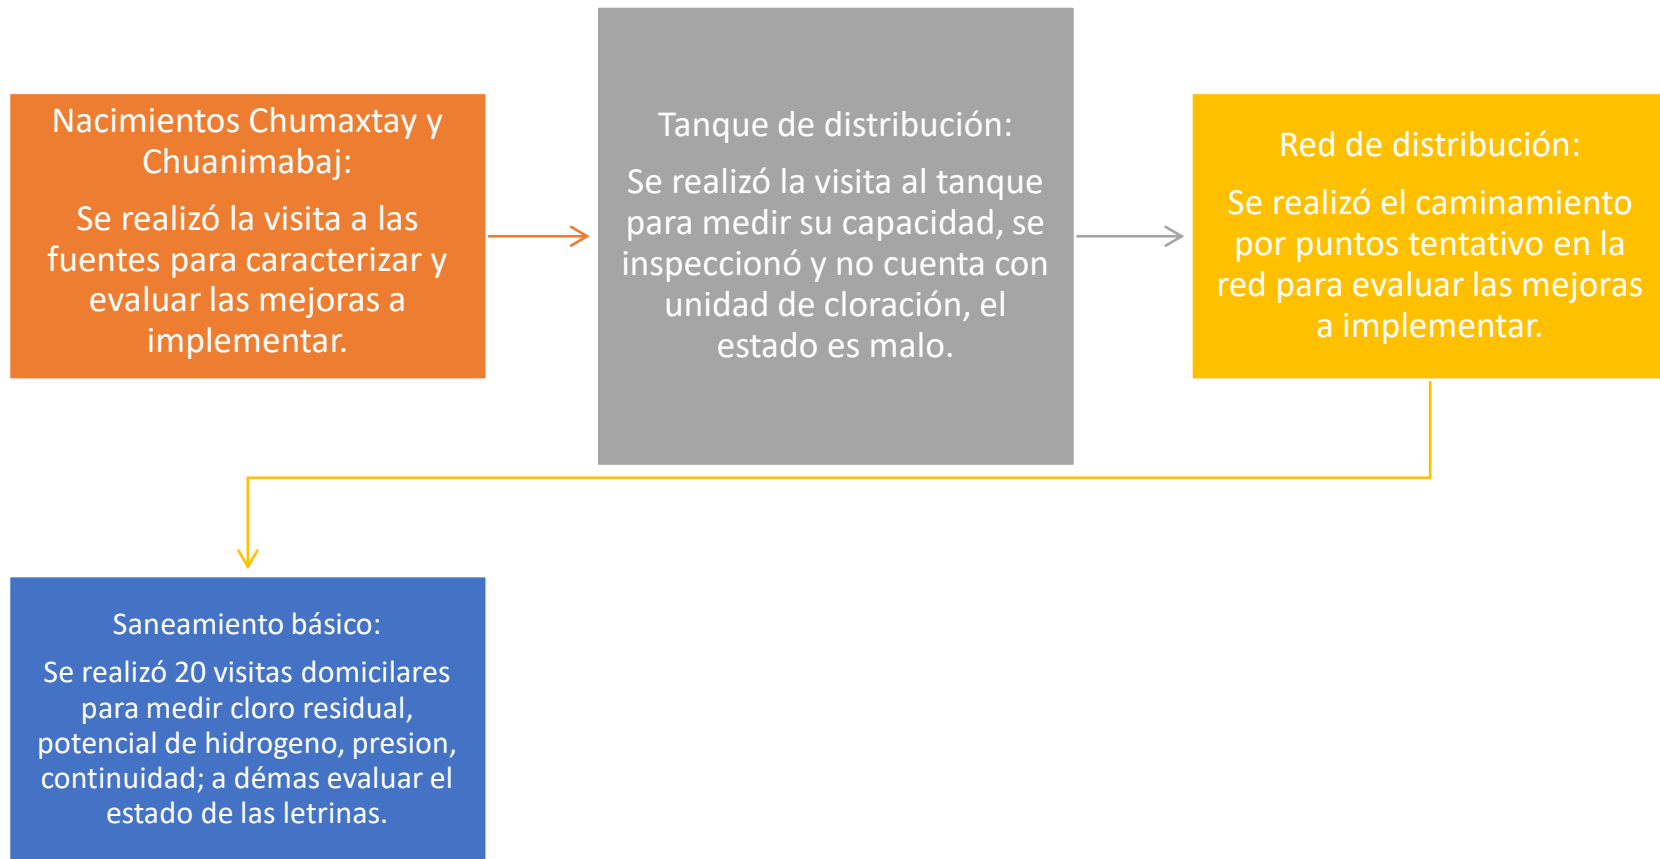 Nacimientos Chumaxtay y
Chuanimabaj:
Se realizó la visita a las
fuentes para caracterizar y
evaluar las mejoras a
implementar.
Tanque de distribución:
Se realizó la visita al tanque
para medir su capacidad, se
inspeccionó y no cuenta con
unidad de cloración, el
estado es malo.
Red de distribución:
Se realizó el caminamiento
por puntos tentativo en la
red para evaluar las mejoras
a implementar.
Saneamiento básico:
Se realizó 20 visitas domicilares
para medir cloro residual,
potencial de hidrogeno, presion,
continuidad; a démas evaluar el
estado de las letrinas.